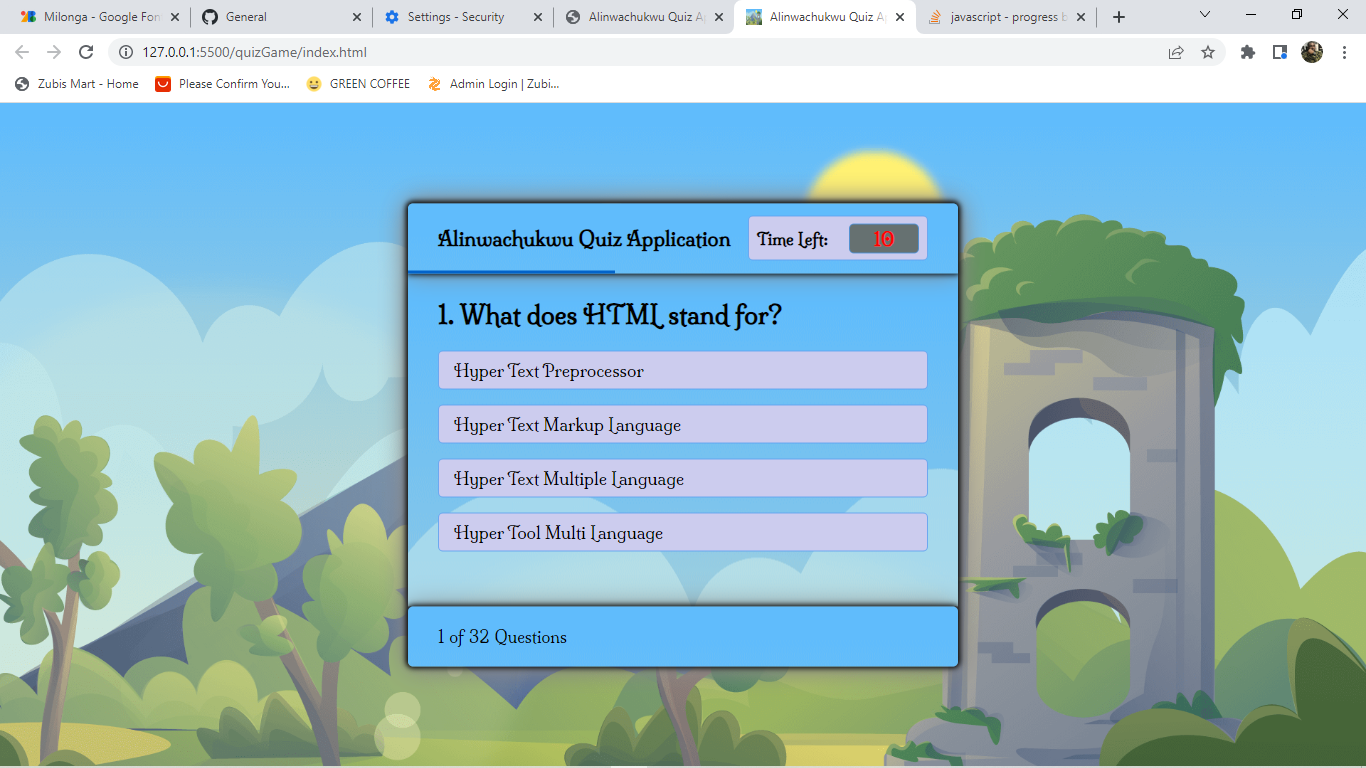 Milonga - Google Fon
General
Settings - Security
Alinwachukwu Quiz Ap
Alinwachukwu Quiz Ap
javascript - progress b
127.0.0.1:5500/quizGame/index.html
Zubis Mart - Home
Please Confirm You...
GREEN COFFEE
Admin Login | Zubi...
Alinwachukwu Quiz Application
Time Left:
10
1. What does HTML stand for?
Hyper Text Preprocessor
Hyper Text Markup Language
Hyper Text Multiple Language
Hyper Tool Multi Language
1 of 32 Questions